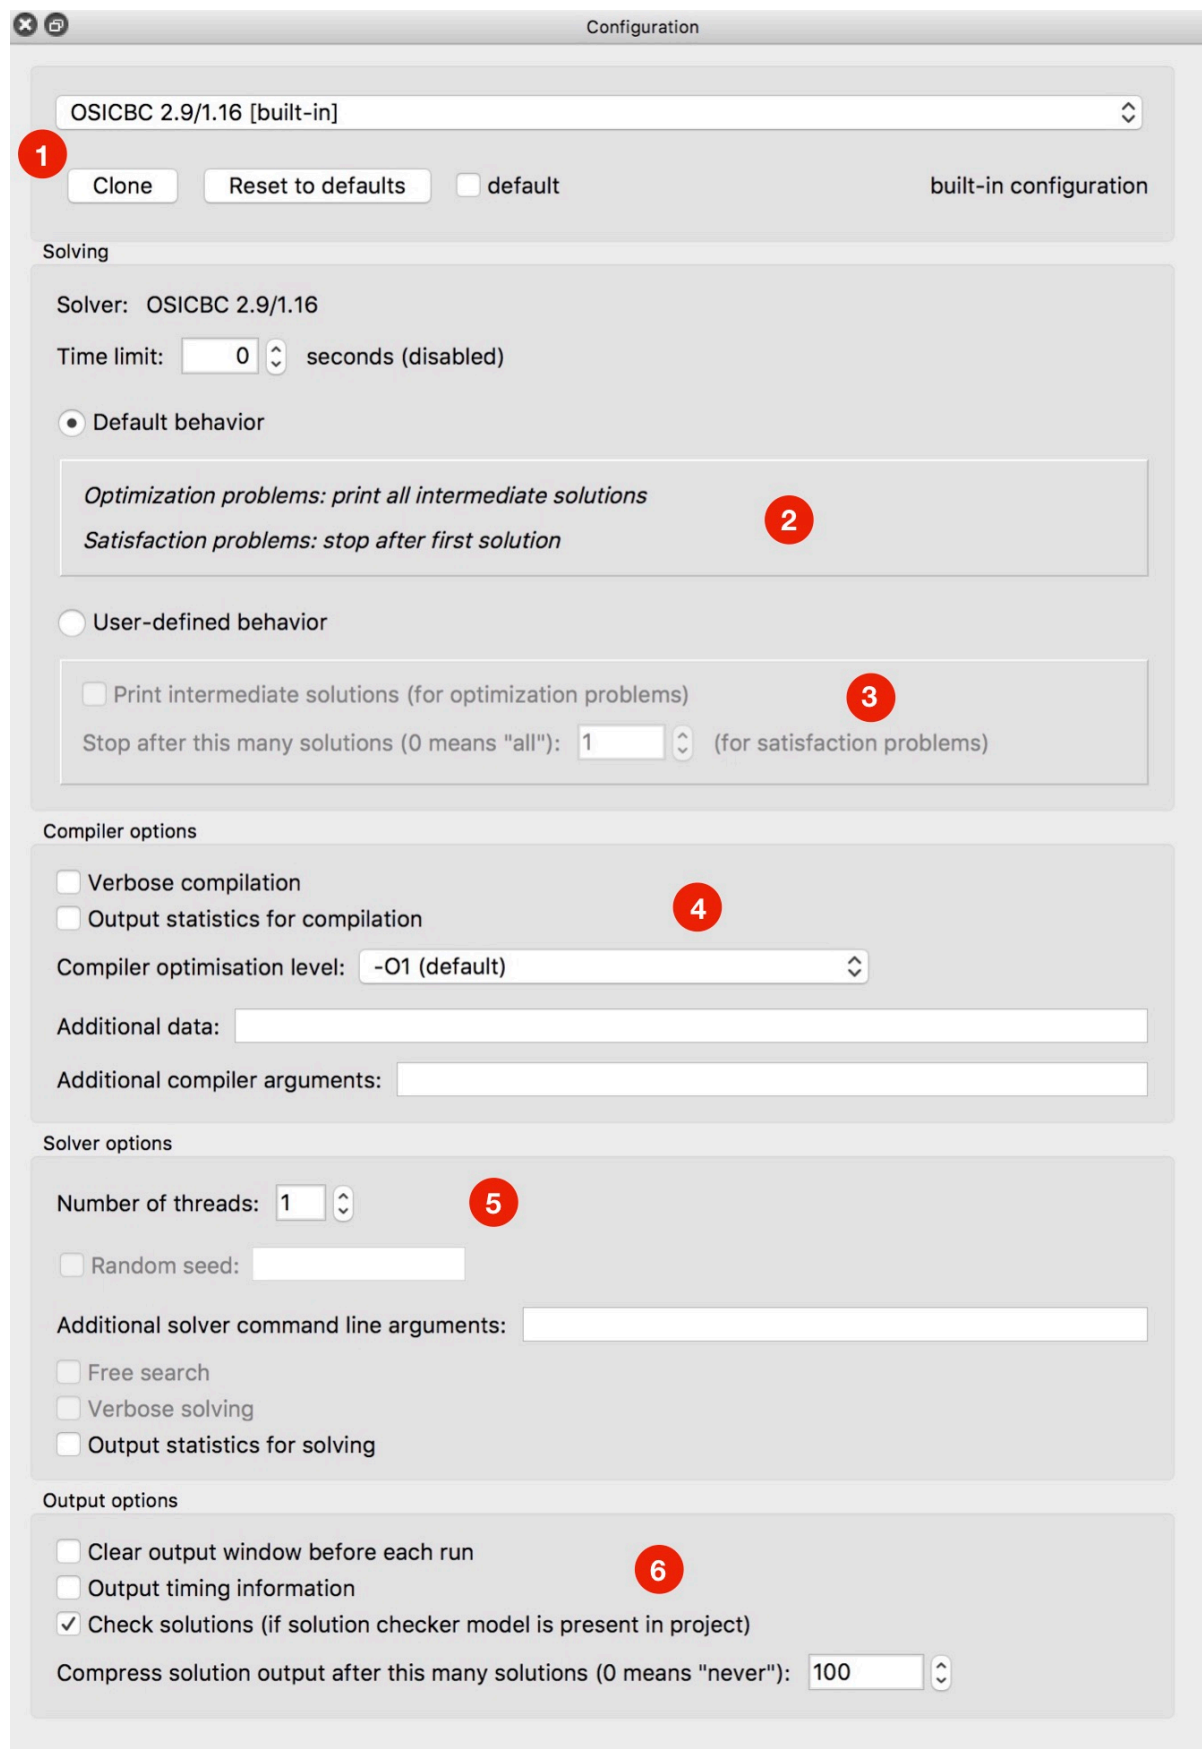 Configuration
OSICBC 2.9/1.16 [built-in]
1
Clone Reset to defaults default built-in configuration
Solving
Solver: OSICBC 2.9/1.16
Time limit: 0 seconds (disabled)
Default behavior
Optimization problems: print all intermediate solutions
2
Satisfaction problems: stop after first solution
User-defined behavior
Print intermediate solutions (for optimization problems)
3
Stop after this many solutions (0 means "all"): 1 (for satisfaction problems)
Compiler options
Verbose compilation
4
Output statistics for compilation
Compiler optimisation level: -O1 (default)
Additional data:
Additional compiler arguments:
Solver options
Number of threads: 1 5
Random seed:
Additional solver command line arguments:
Free search
Verbose solving
Output statistics for solving
Output options
Clear output window before each run
6
Output timing information
Check solutions (if solution checker model is present in project)
Compress solution output after this many solutions (0 means "never"): 100